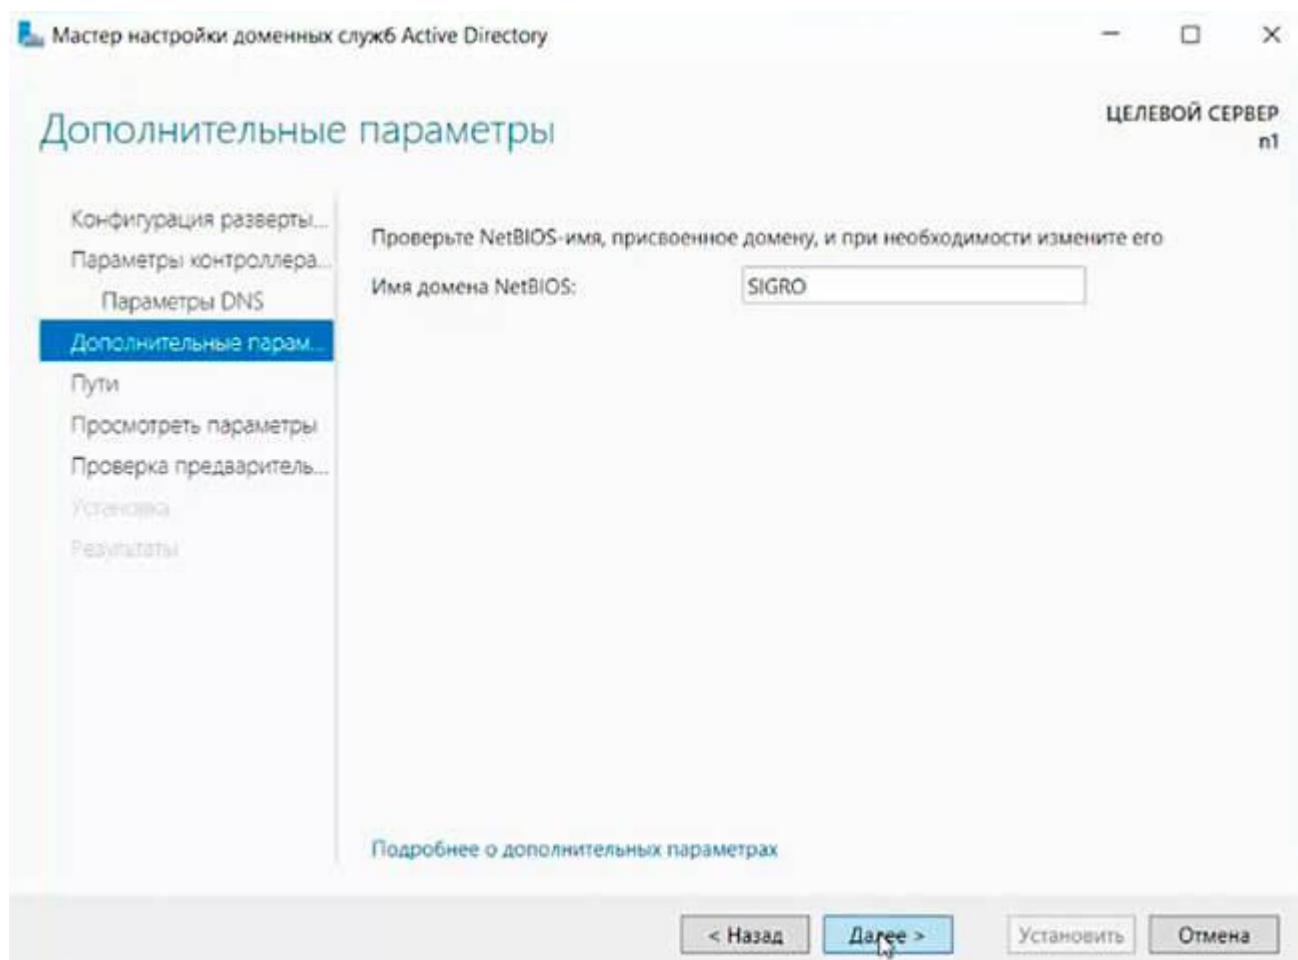 Мастер настройки доменных служб Active Directory
Дополнительные параметры
ЦЕЛЕВОЙ СЕРВЕР
n1
Конфигурация разверты...
Параметры контроллера...
Параметры DNS
Дополнительные парам...
Пути
Просмотреть параметры
Проверка предваритель...
Установка
Результаты
Проверьте NetBIOS-имя, присвоенное домену, и при необходимости измените его
Имя домена NetBIOS:
SIGRO
Подробнее о дополнительных параметрах
< Назад
Далее >
Установить
Отмена